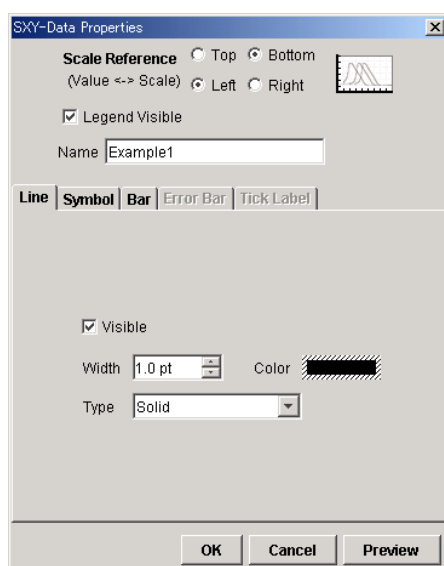 SXY-Data Properties
Scale Reference Top Bottom
(Value <-> Scale) Left Right
Legend Visible
Name Example1
Line Symbol Bar Error Bar Tick Label
Visible
Width 1.0 pt Color
Type Solid
OK Cancel Preview